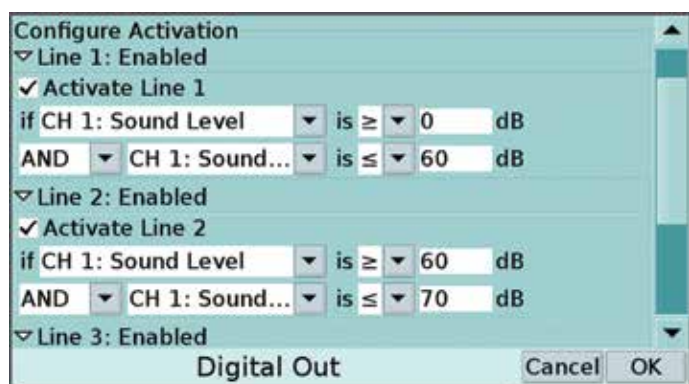 Configure Activation
Line 1: Enabled
Activate Line 1
if CH 1: Sound Level is ≥ 0 dB
AND CH 1: Sound... is ≤ 60 dB
Line 2: Enabled
Activate Line 2
if CH 1: Sound Level is ≥ 60 dB
AND CH 1: Sound... is ≤ 70 dB
Line 3: Enabled
Digital Out Cancel OK